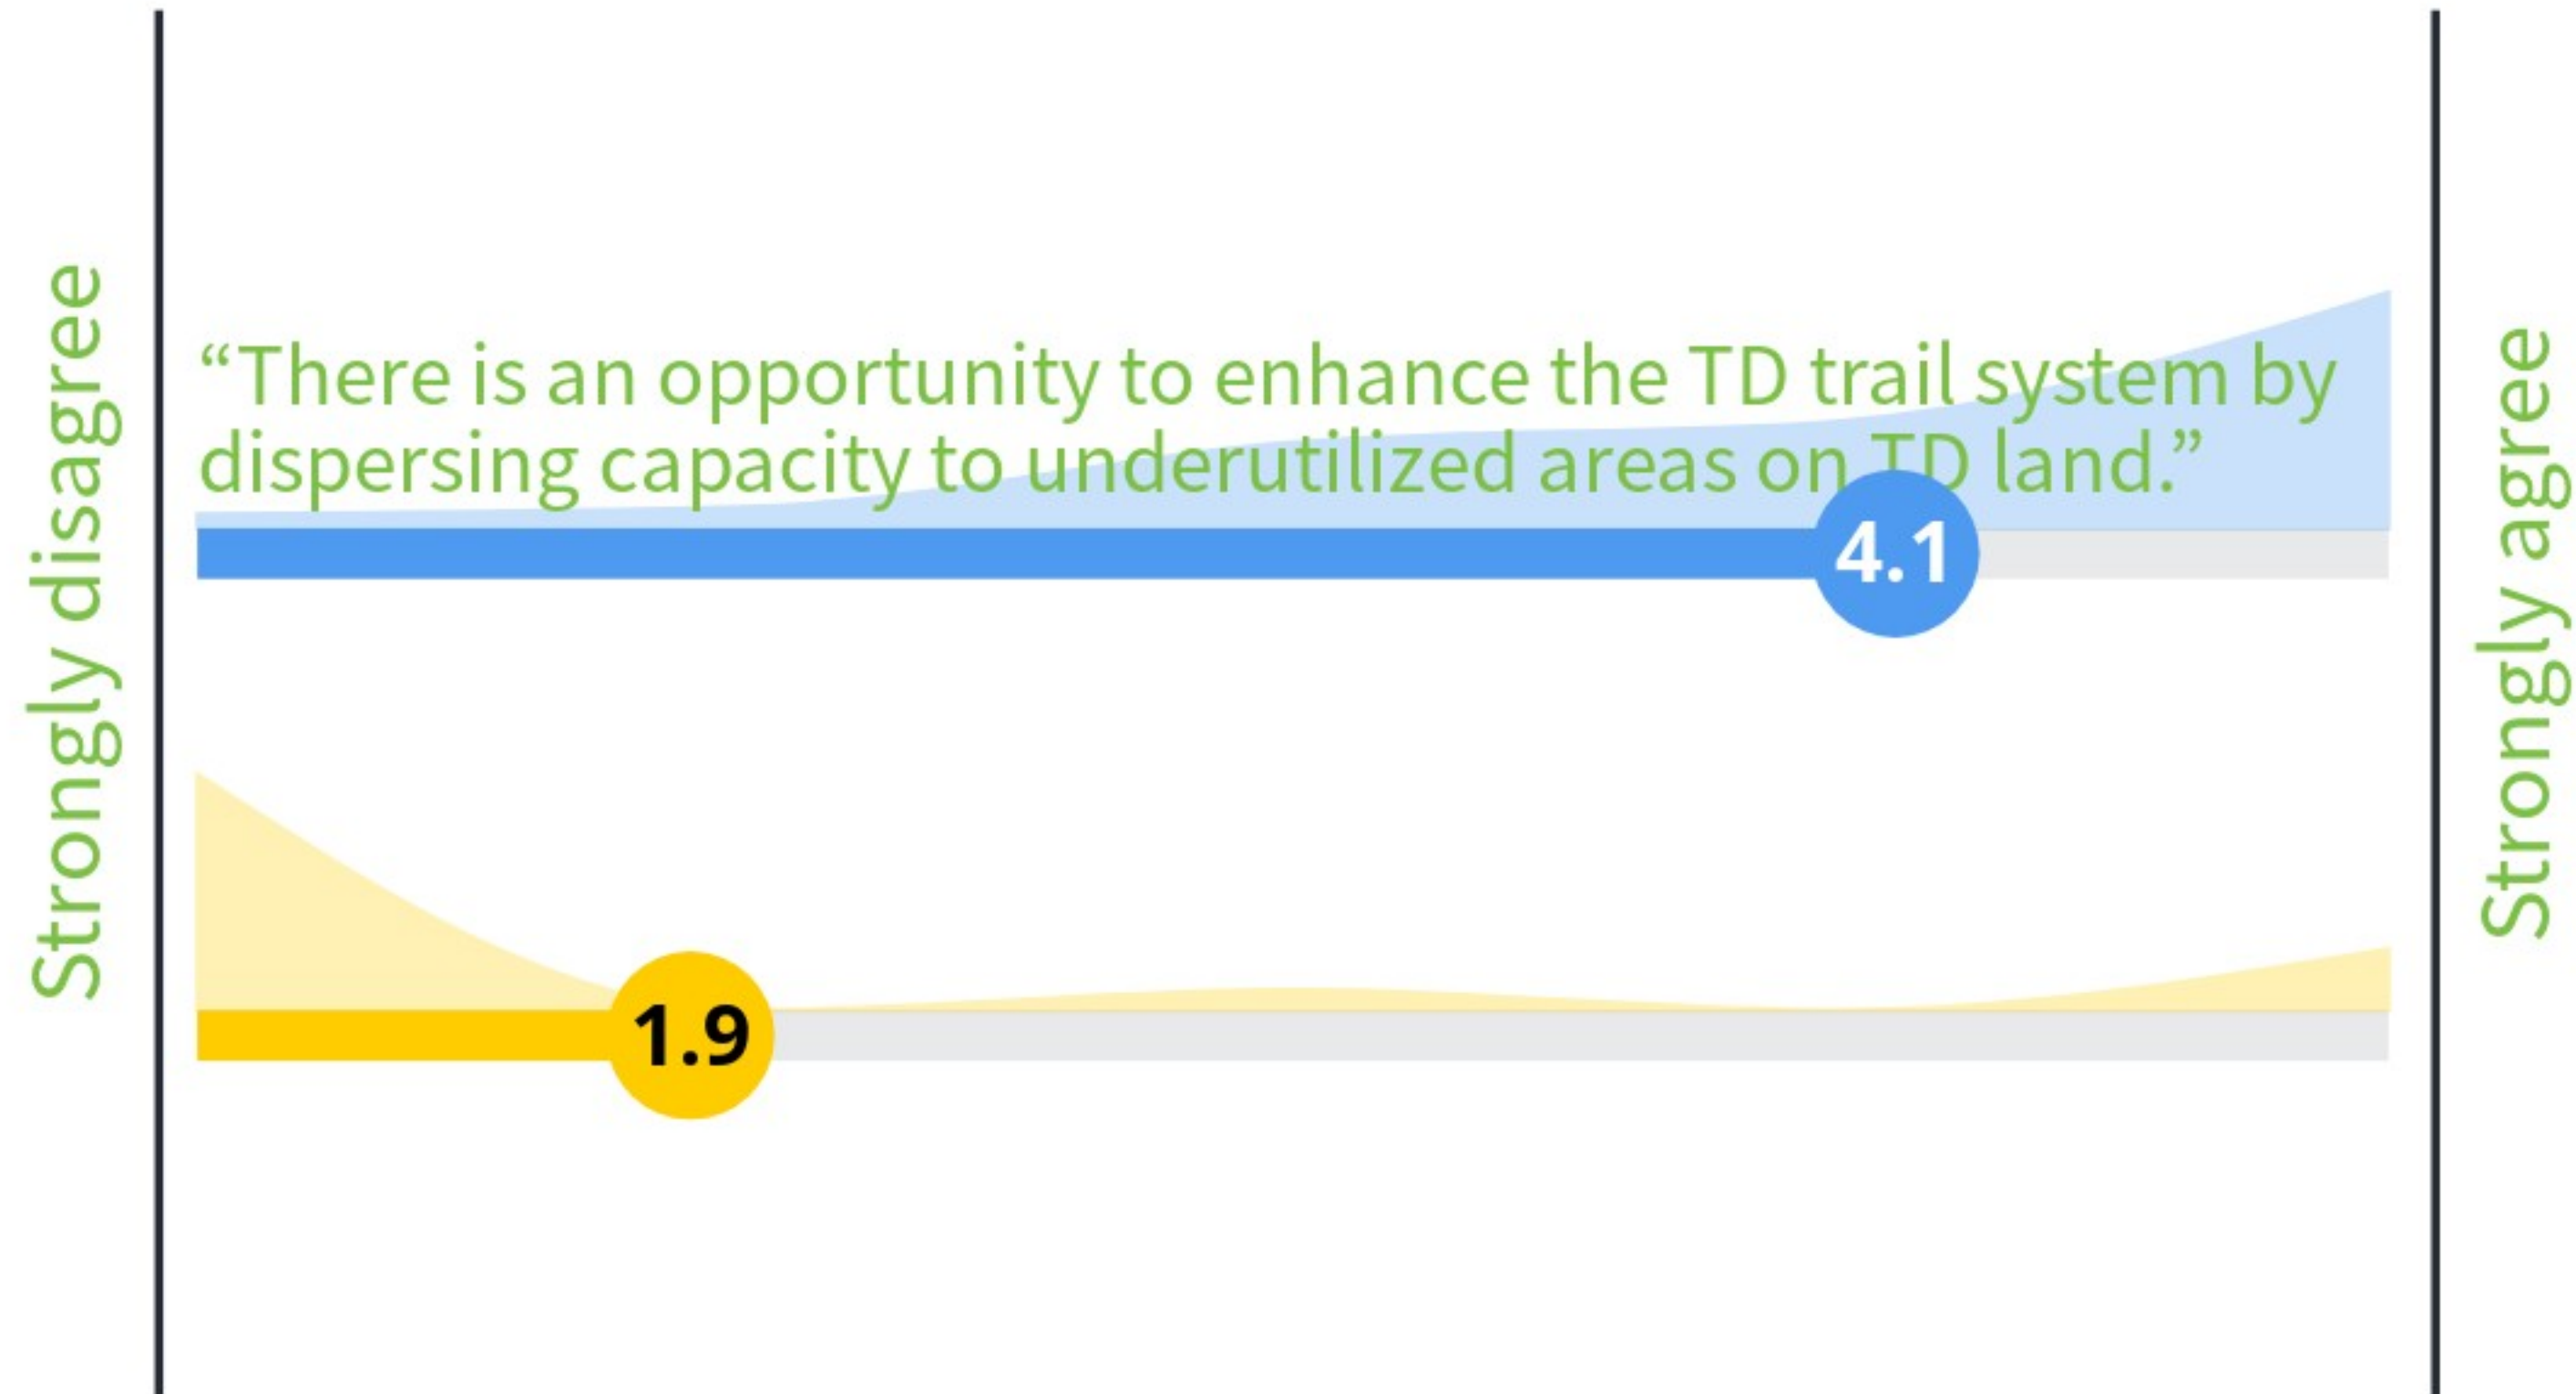 Strongly disagree
“There is an opportunity to enhance the TD trail system by
dispersing capacity to underutilized areas on TD land.”
4.1
1.9
Strongly agree